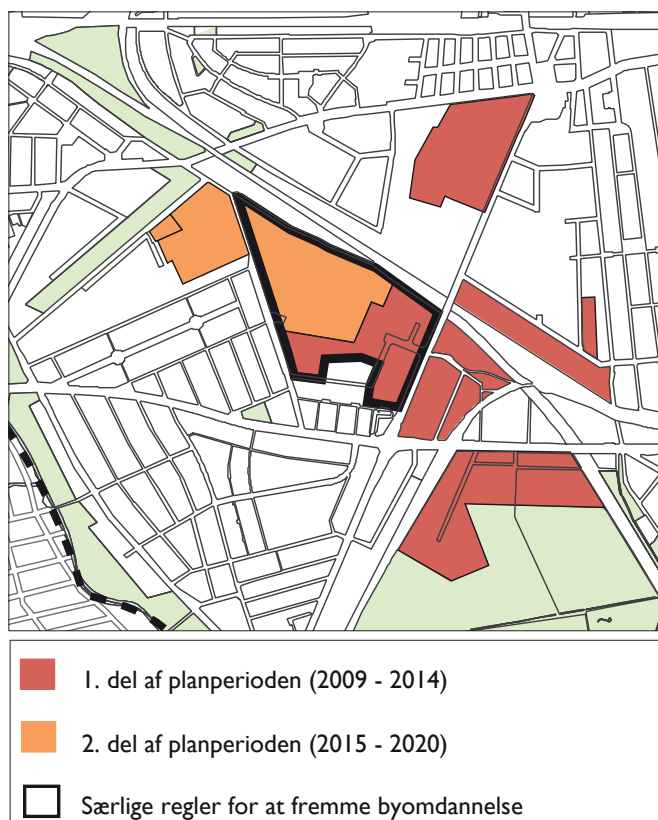 1. del af planperioden (2009 - 2014)
2. del af planperioden (2015 - 2020)
Særlige regler for at fremme byomdannelse